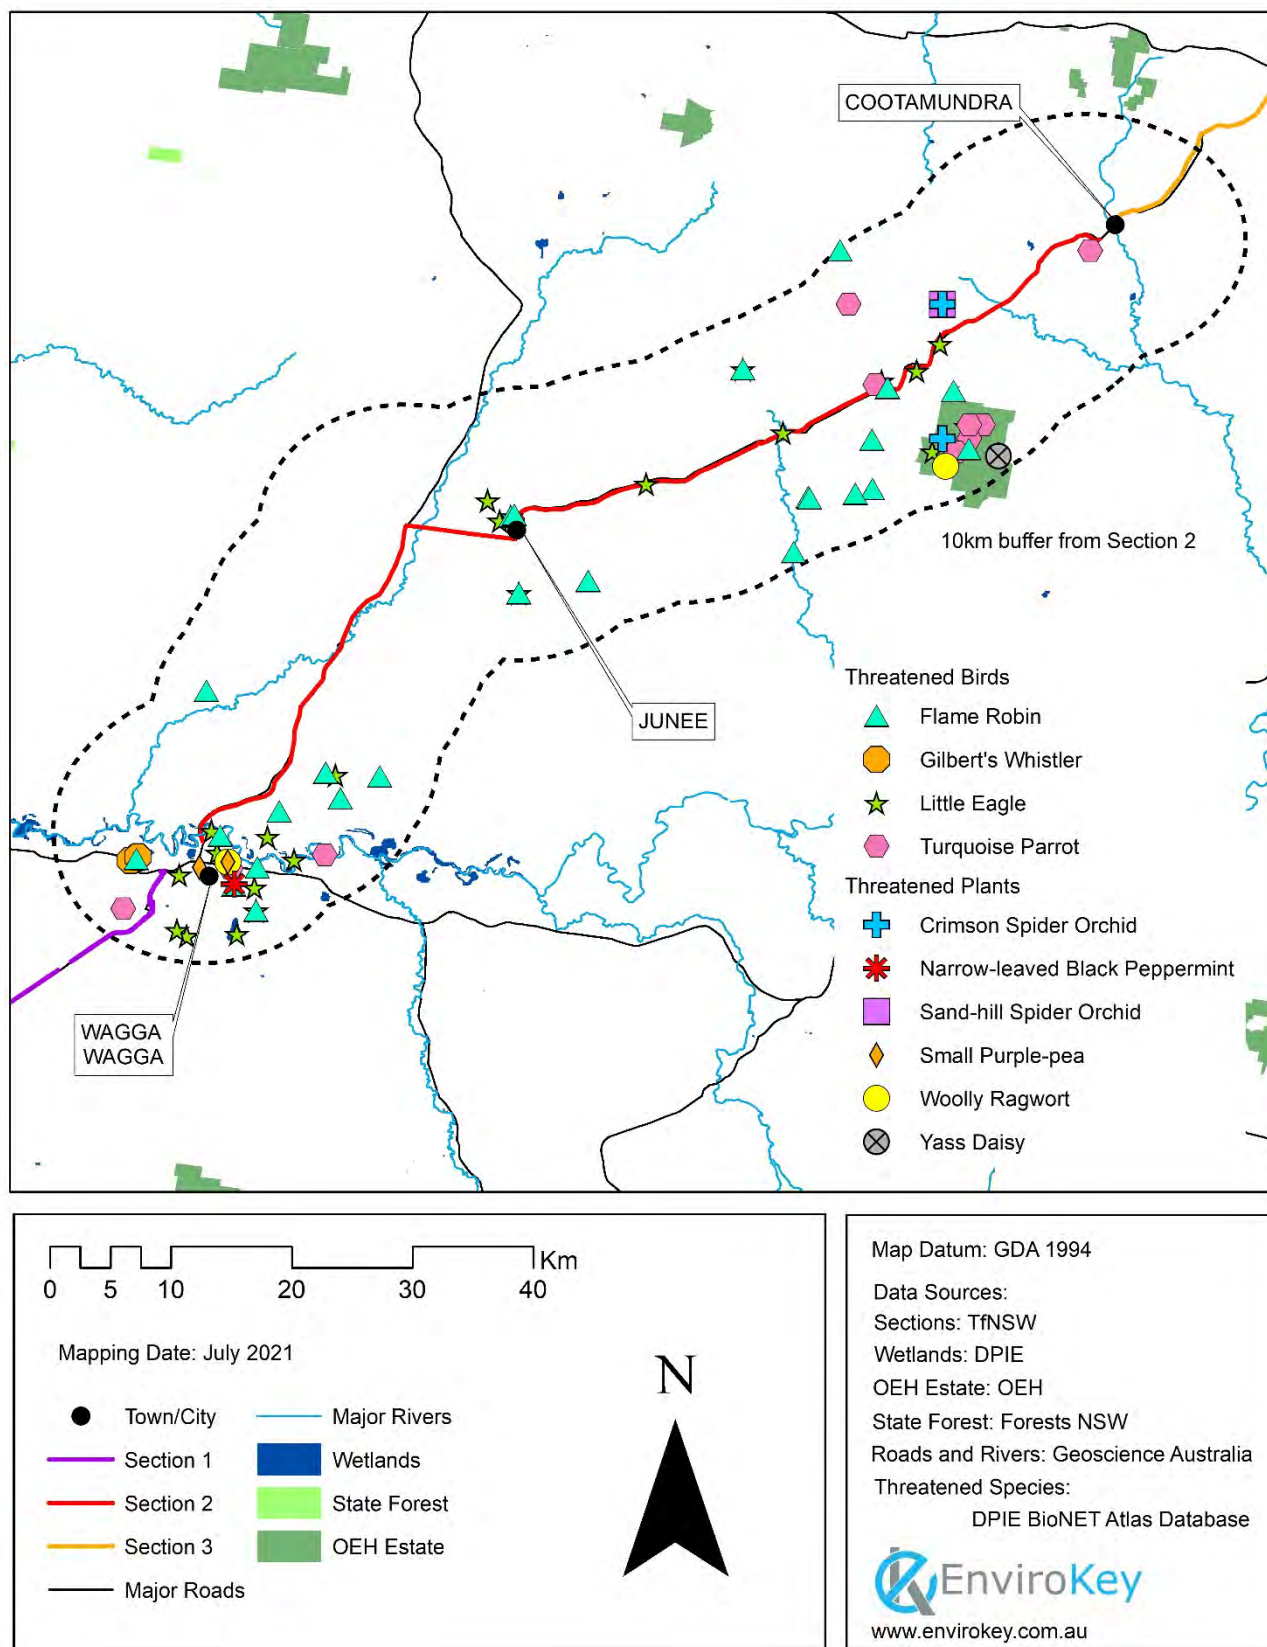 COOTAMUNDRA
10km buffer from Section 2
JUNEE
WAGGA
WAGGA
Threatened Birds
Flame Robin
Gilbert's Whistler
Little Eagle
Turquoise Parrot
Threatened Plants
Crimson Spider Orchid
Narrow-leaved Black Peppermint
Sand-hill Spider Orchid
Small Purple-pea
Woolly Ragwort
Yass Daisy
Km
0 5 10 20 30 40
Mapping Date: July 2021
N
Town/City
Section 1
Section 2
Section 3
Major Roads
Major Rivers
Wetlands
State Forest
OEH Estate
Map Datum: GDA 1994
Data Sources:
Sections: TfNSW
Wetlands: DPIE
OEH Estate: OEH
State Forest: Forests NSW
Roads and Rivers: Geoscience Australia
Threatened Species:
DPIE BioNET Atlas Database
EnviroKey
www.envirokey.com.au